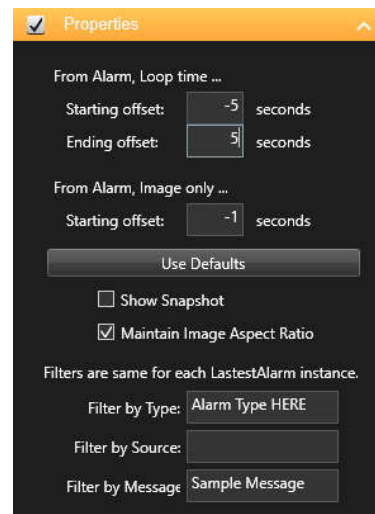 Properties
From Alarm, Loop time ...
Starting offset: -5 seconds
Ending offset: 5 seconds
From Alarm, Image only ...
Starting offset: -1 seconds
Use Defaults
Show Snapshot
Maintain Image Aspect Ratio
Filters are same for each LastestAlarm instance.
Filter by Type: Alarm Type HERE
Filter by Source:
Filter by Message Sample Message